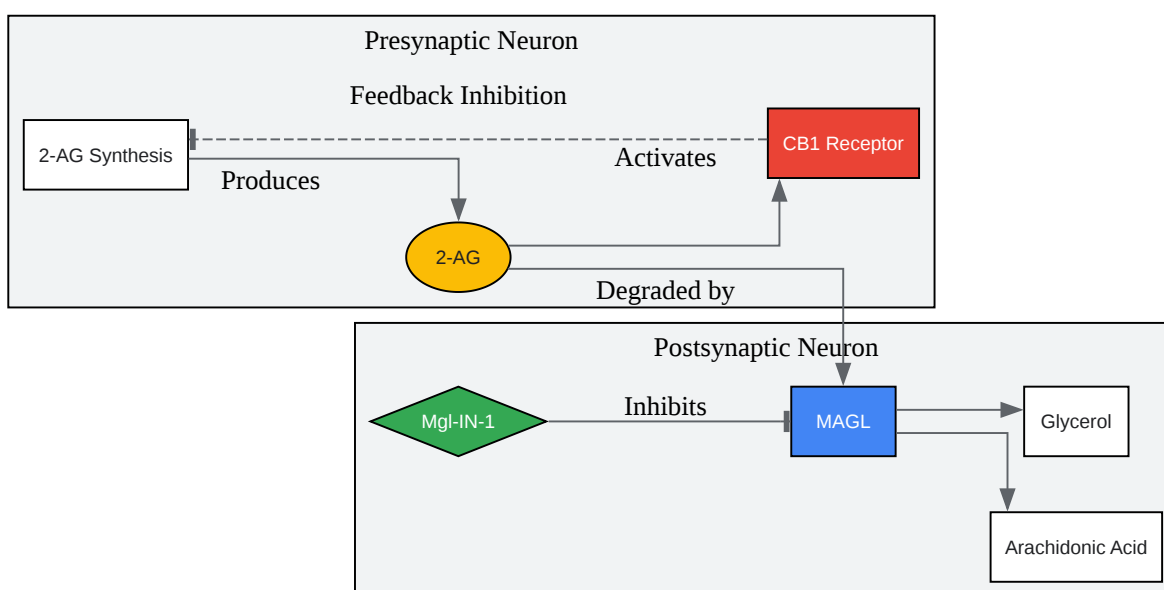 Presynaptic Neuron
Feedback Inhibition
2-AG Synthesis
CB1 Receptor
Activates
Produces
2-AG
Degraded by
Postsynaptic Neuron
Mgl-IN-1
Inhibits
MAGL
Glycerol
Arachidonic Acid